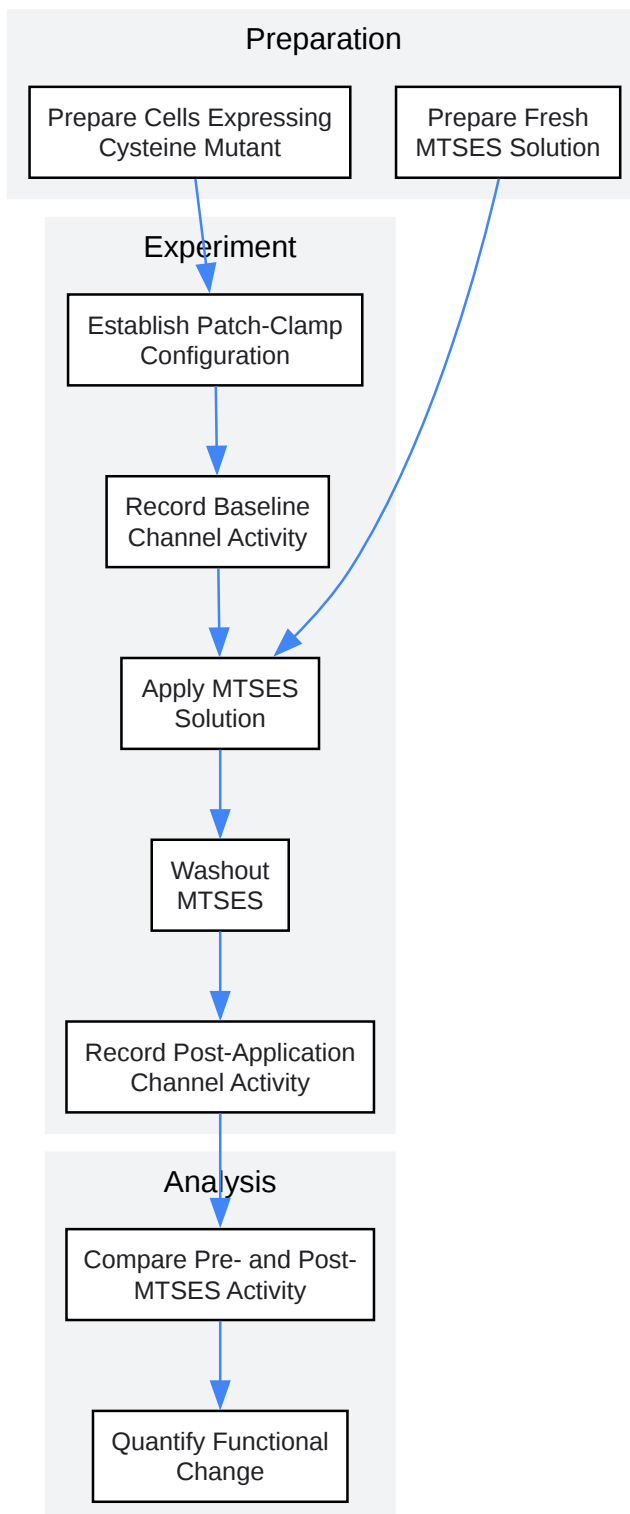 Preparation
Prepare Cells Expressing
Cysteine Mutant
Prepare Fresh
MTSES Solution
Experiment
Establish Patch-Clamp
Configuration
Record Baseline
Channel Activity
Apply MTSES
Solution
Washout
MTSES
Record Post-Application
Channel Activity
Analysis
Compare Pre- and Post-
MTSES Activity
Quantify Functional
Change